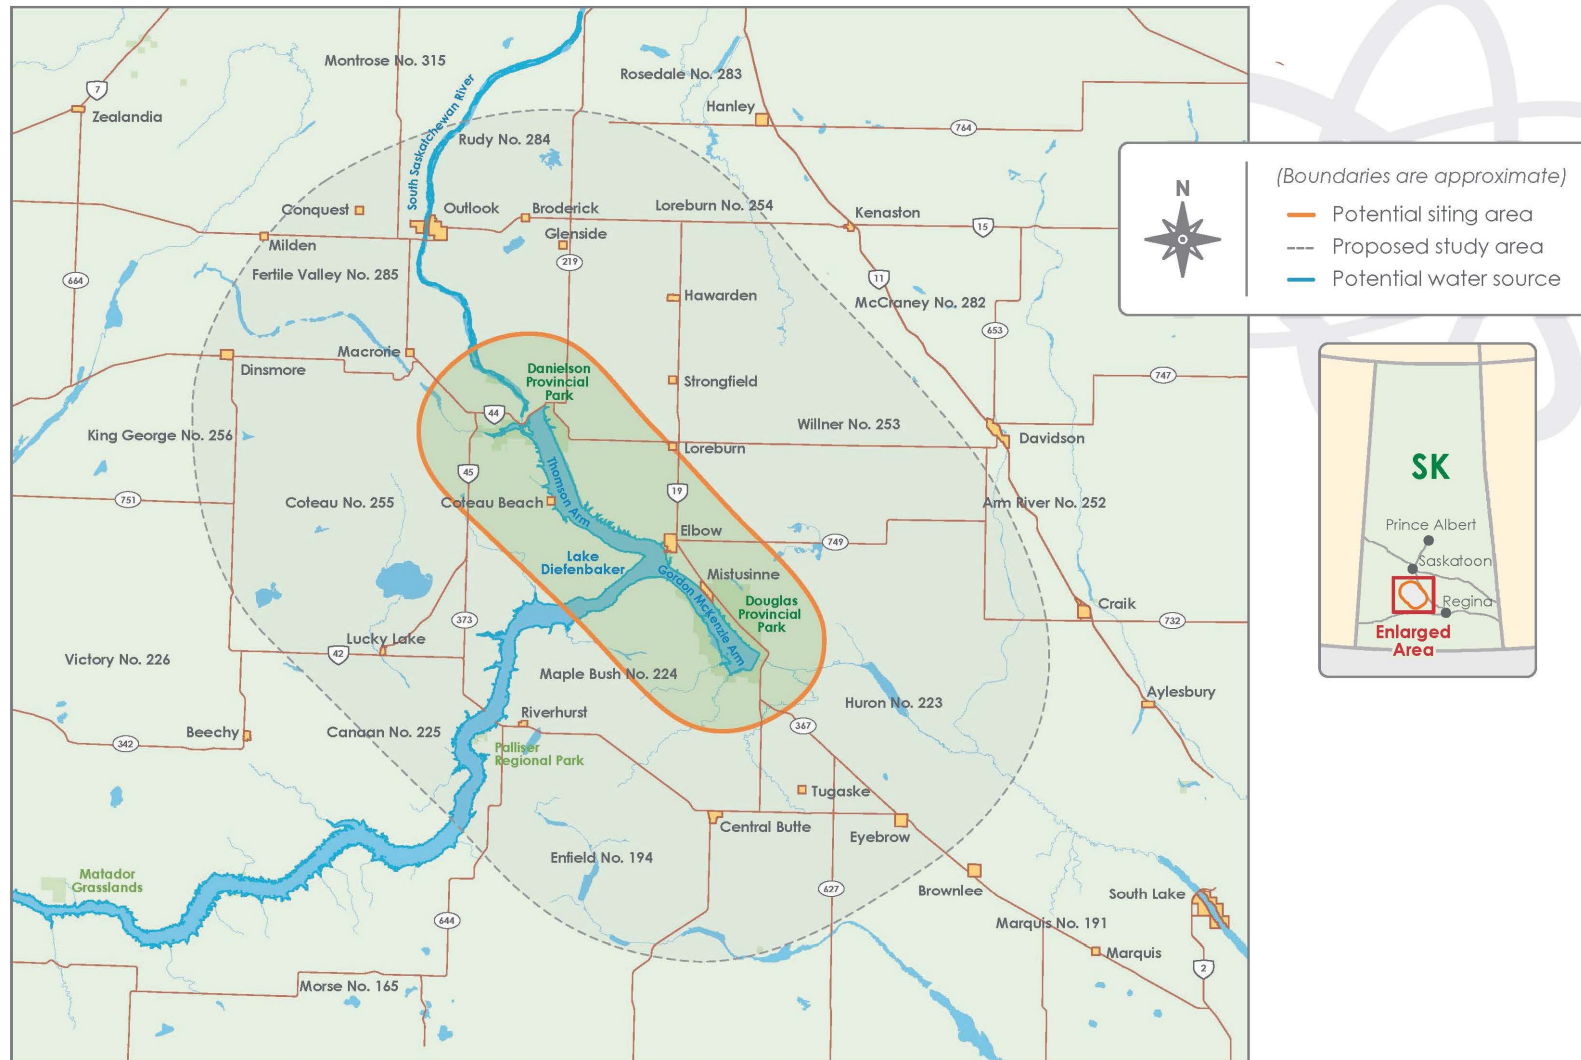 Montrose No. 315
Rosedale No. 283
7
Zealandia
Hanley
764
South Saskatchewan River
Rudy No. 284
(Boundaries are approximate)
N
Potential siting area
Proposed study area
Potential water source
Conquest
Outlook
Broderick
Loreburn No. 254
Kenaston
15
Milden
Glenside
219
Fertile Valley No. 285
664
11
Hawarden
McCraney No. 282
653
Macrorie
Dinsmore
Danielson
Provincial
Park
Strongfield
747
44
King George No. 256
Willner No. 253
Davidson
Loreburn
45
Thomson Arm
751
Coteau No. 255
Coteau Beach
19
Arm River No. 252
Elbow
749
Lake
Diefenbaker
Gordon McKenzie Arm
Mistusinne
Douglas
Provincial
Park
Craik
373
732
Lucky Lake
42
Victory No. 226
Maple Bush No. 224
Aylesbury
Huron No. 223
Riverhurst
367
Beechy
342
Canaan No. 225
Palliser
Regional Park
Tugaske
Central Butte
Eyebrow
Enfield No. 194
Matador
Grasslands
627
Brownlee
South Lake
644
Marquis No. 191
Marquis
2
Morse No. 165
SK
Prince Albert
Saskatoon
Regina
Enlarged
Area